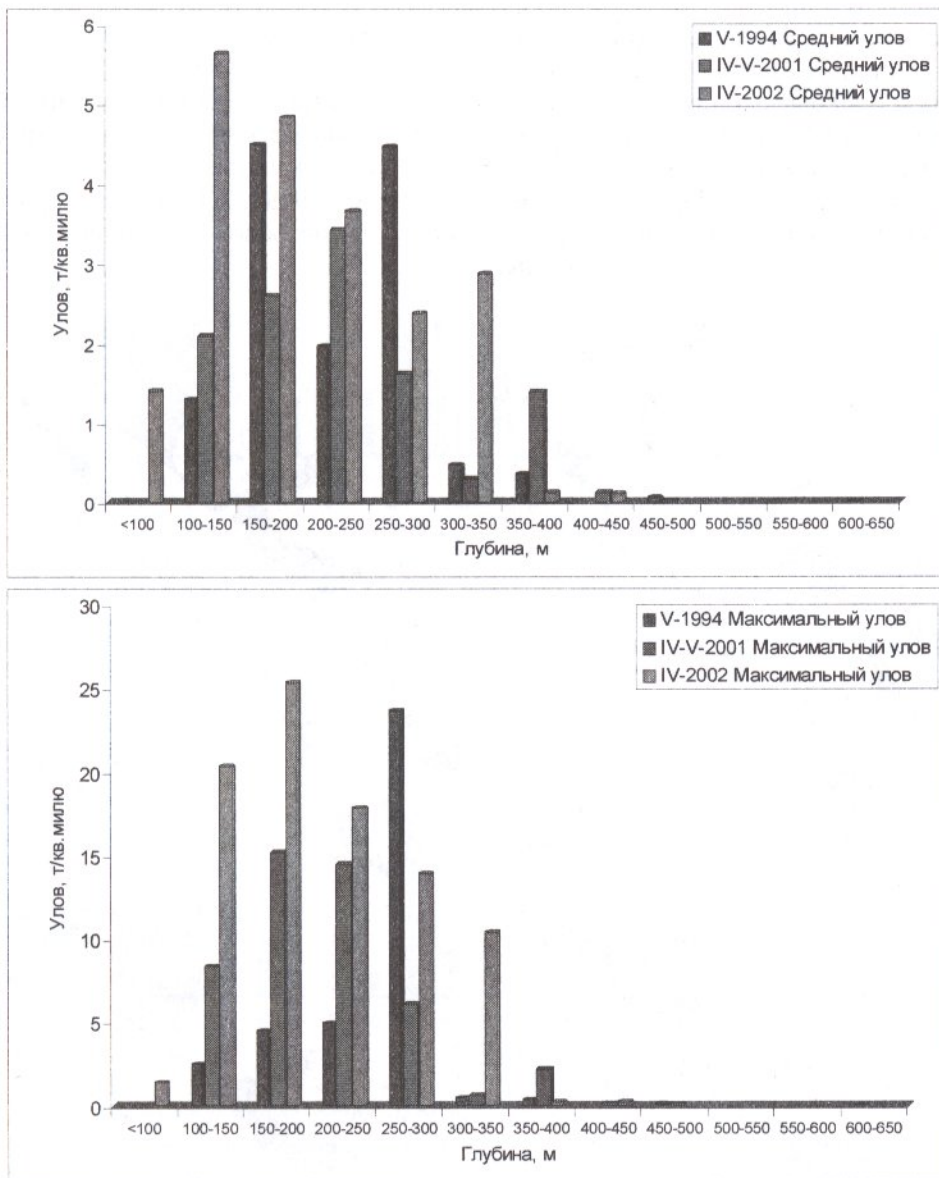 6
5
4
3
2
1
0
Улов, т/кв.милю
V-1994 Средний улов
IV-V-2001 Средний улов
IV-2002 Средний улов
<100 100-150 150-200 200-250 250-300 300-350 350-400 400-450 450-500 500-550 550-600 600-650
Глубина, м
30
25
20
15
10
5
0
Улов, т/кв.милю
V-1994 Максимальный улов
IV-V-2001 Максимальный улов
IV-2002 Максимальный улов
<100 100-150 150-200 200-250 250-300 300-350 350-400 400-450 450-500 500-550 550-600 600-650
Глубина, м